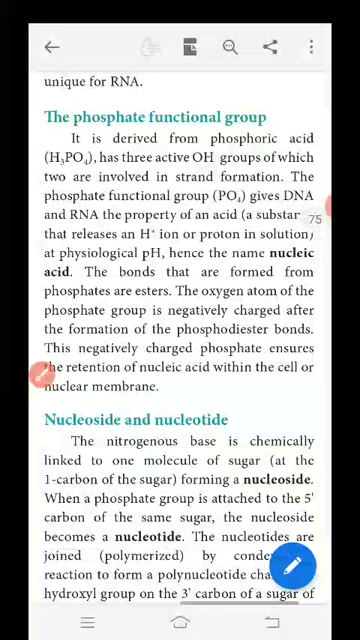 unique for RNA.
The phosphate functional group
It is derived from phosphoric acid
(H₃PO₄), has three active OH groups of which
two are involved in strand formation. The
phosphate functional group (PO₄) gives DNA
and RNA the property of an acid (a substan
75
that releases an H⁺ ion or proton in solution)
at physiological pH, hence the name nucleic
acid. The bonds that are formed from
phosphates are esters. The oxygen atom of the
phosphate group is negatively charged after
the formation of the phosphodiester bonds.
This negatively charged phosphate ensures
the retention of nucleic acid within the cell or
nuclear membrane.
Nucleoside and nucleotide
The nitrogenous base is chemically
linked to one molecule of sugar (at the
1-carbon of the sugar) forming a nucleoside.
When a phosphate group is attached to the 5'
carbon of the same sugar, the nucleoside
becomes a nucleotide. The nucleotides are
joined (polymerized) by
reaction to form a polynucleotide
hydroxyl group on the 3' carbon of a sugar of